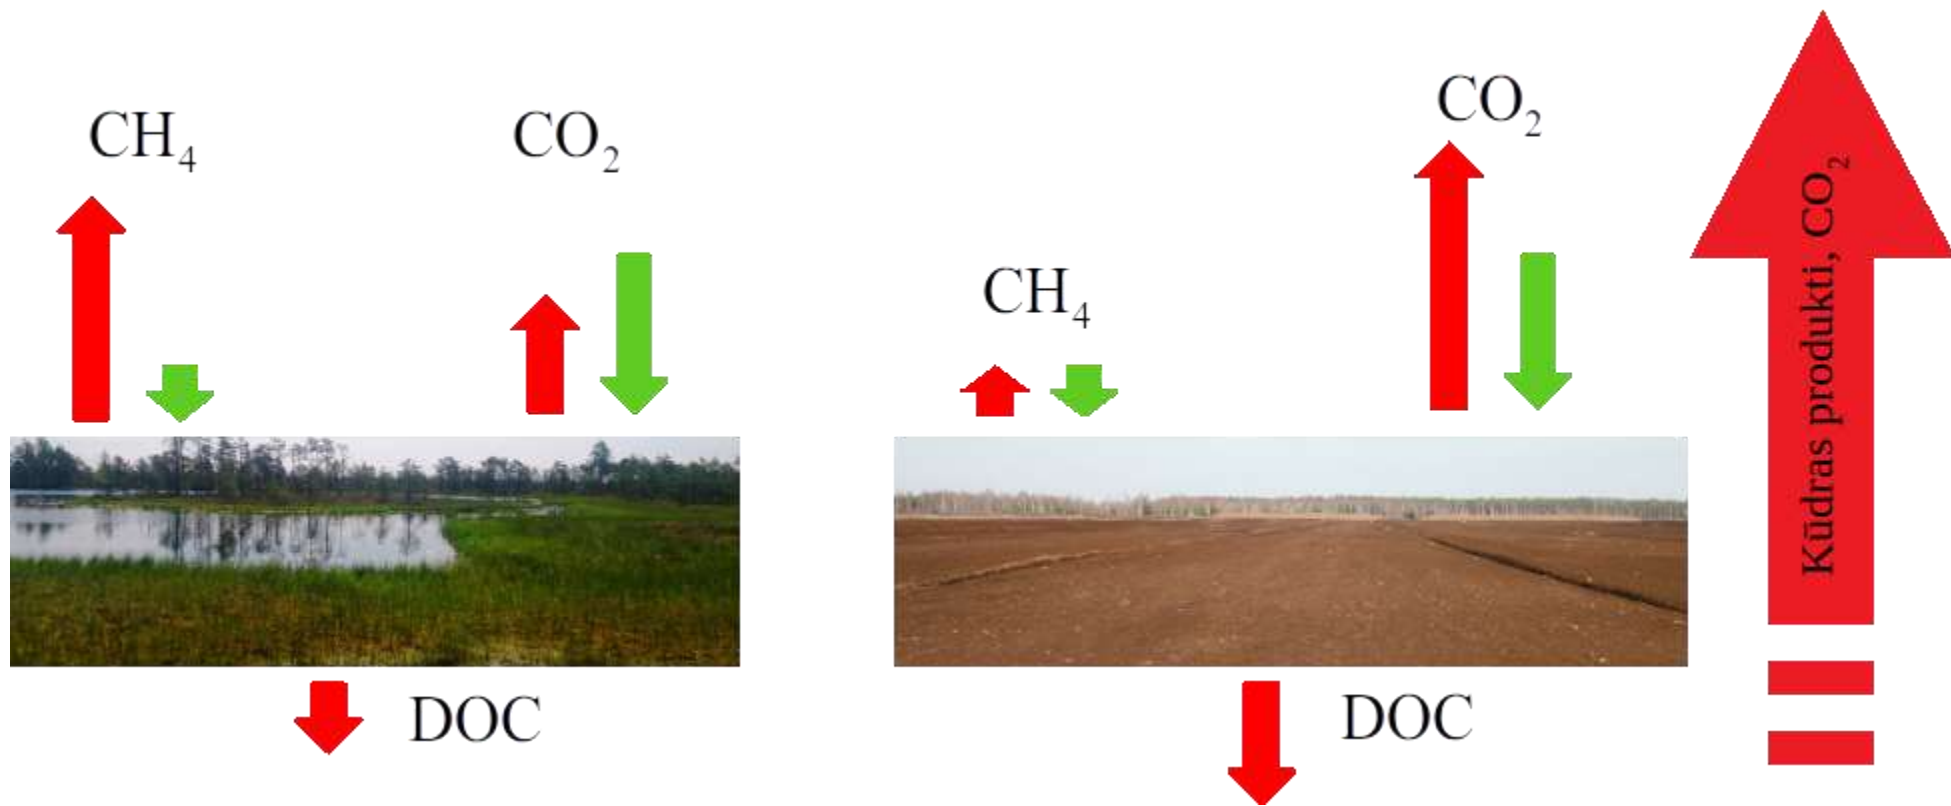 CH₄
CO₂
DOC
CH₄
CO₂
DOC
Kūdras produkti, CO₂